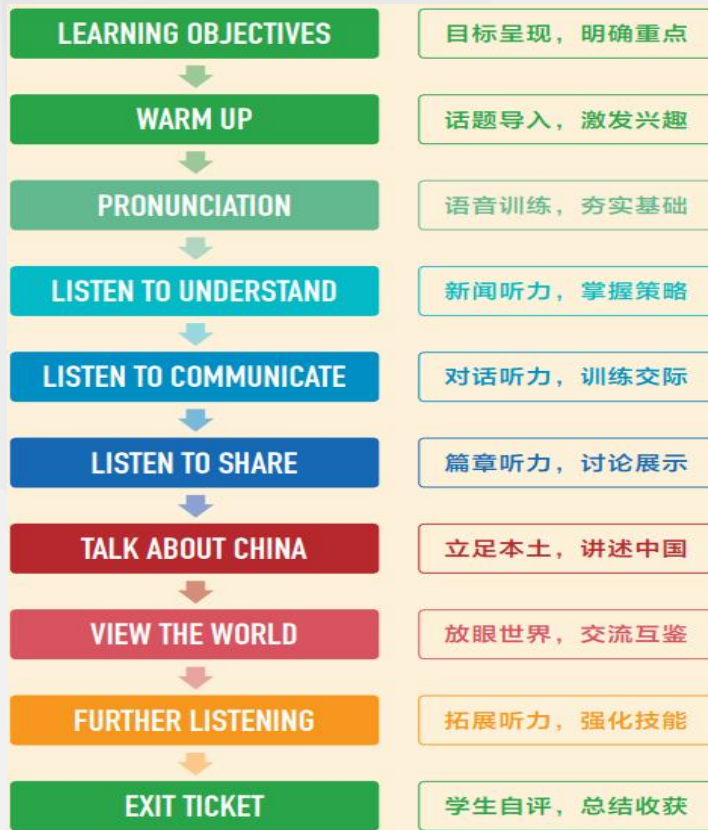 LEARNING OBJECTIVES
目标呈现，明确重点
WARM UP
话题导入，激发兴趣
PRONUNCIATION
语音训练，夯实基础
LISTEN TO UNDERSTAND
新闻听力，掌握策略
LISTEN TO COMMUNICATE
对话听力，训练交际
LISTEN TO SHARE
篇章听力，讨论展示
TALK ABOUT CHINA
立足本土，讲述中国
VIEW THE WORLD
放眼世界，交流互鉴
FURTHER LISTENING
拓展听力，强化技能
EXIT TICKET
学生自评，总结收获